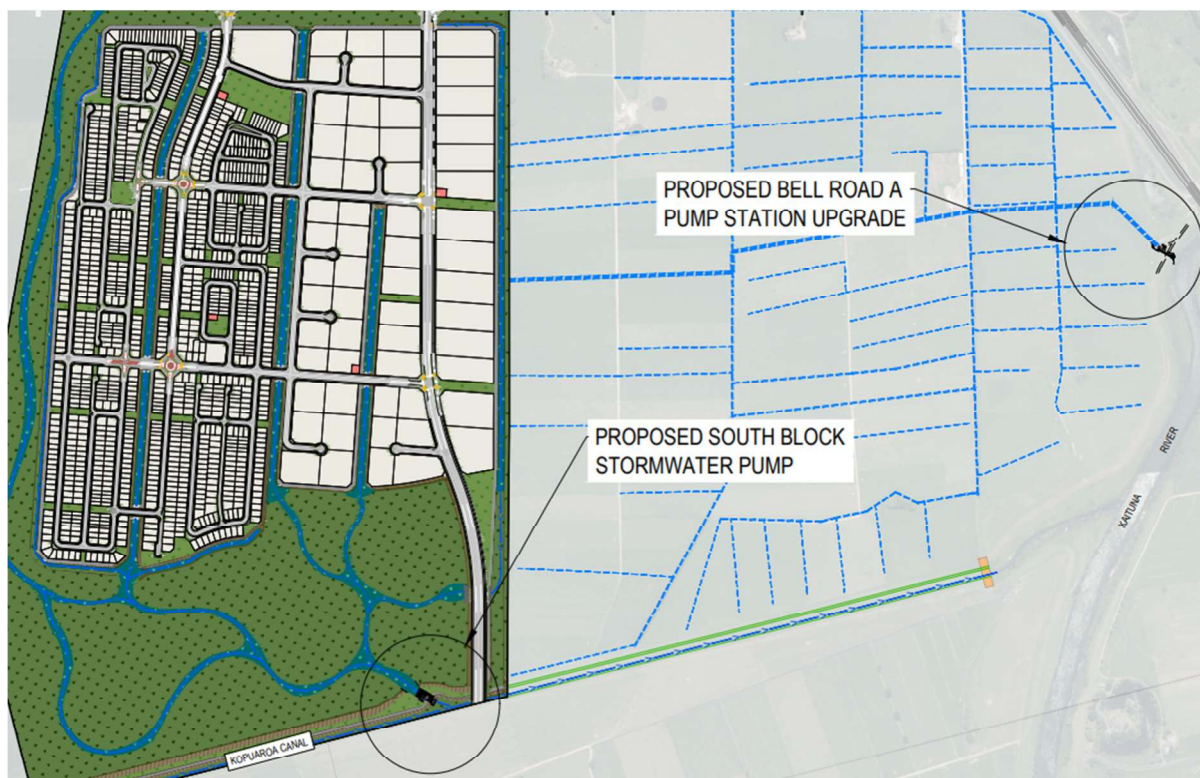 PROPOSED BELL ROAD A
PUMP STATION UPGRADE
PROPOSED SOUTH BLOCK
STORMWATER PUMP
KAITUNA
RIVER
KOPUAROA CANAL